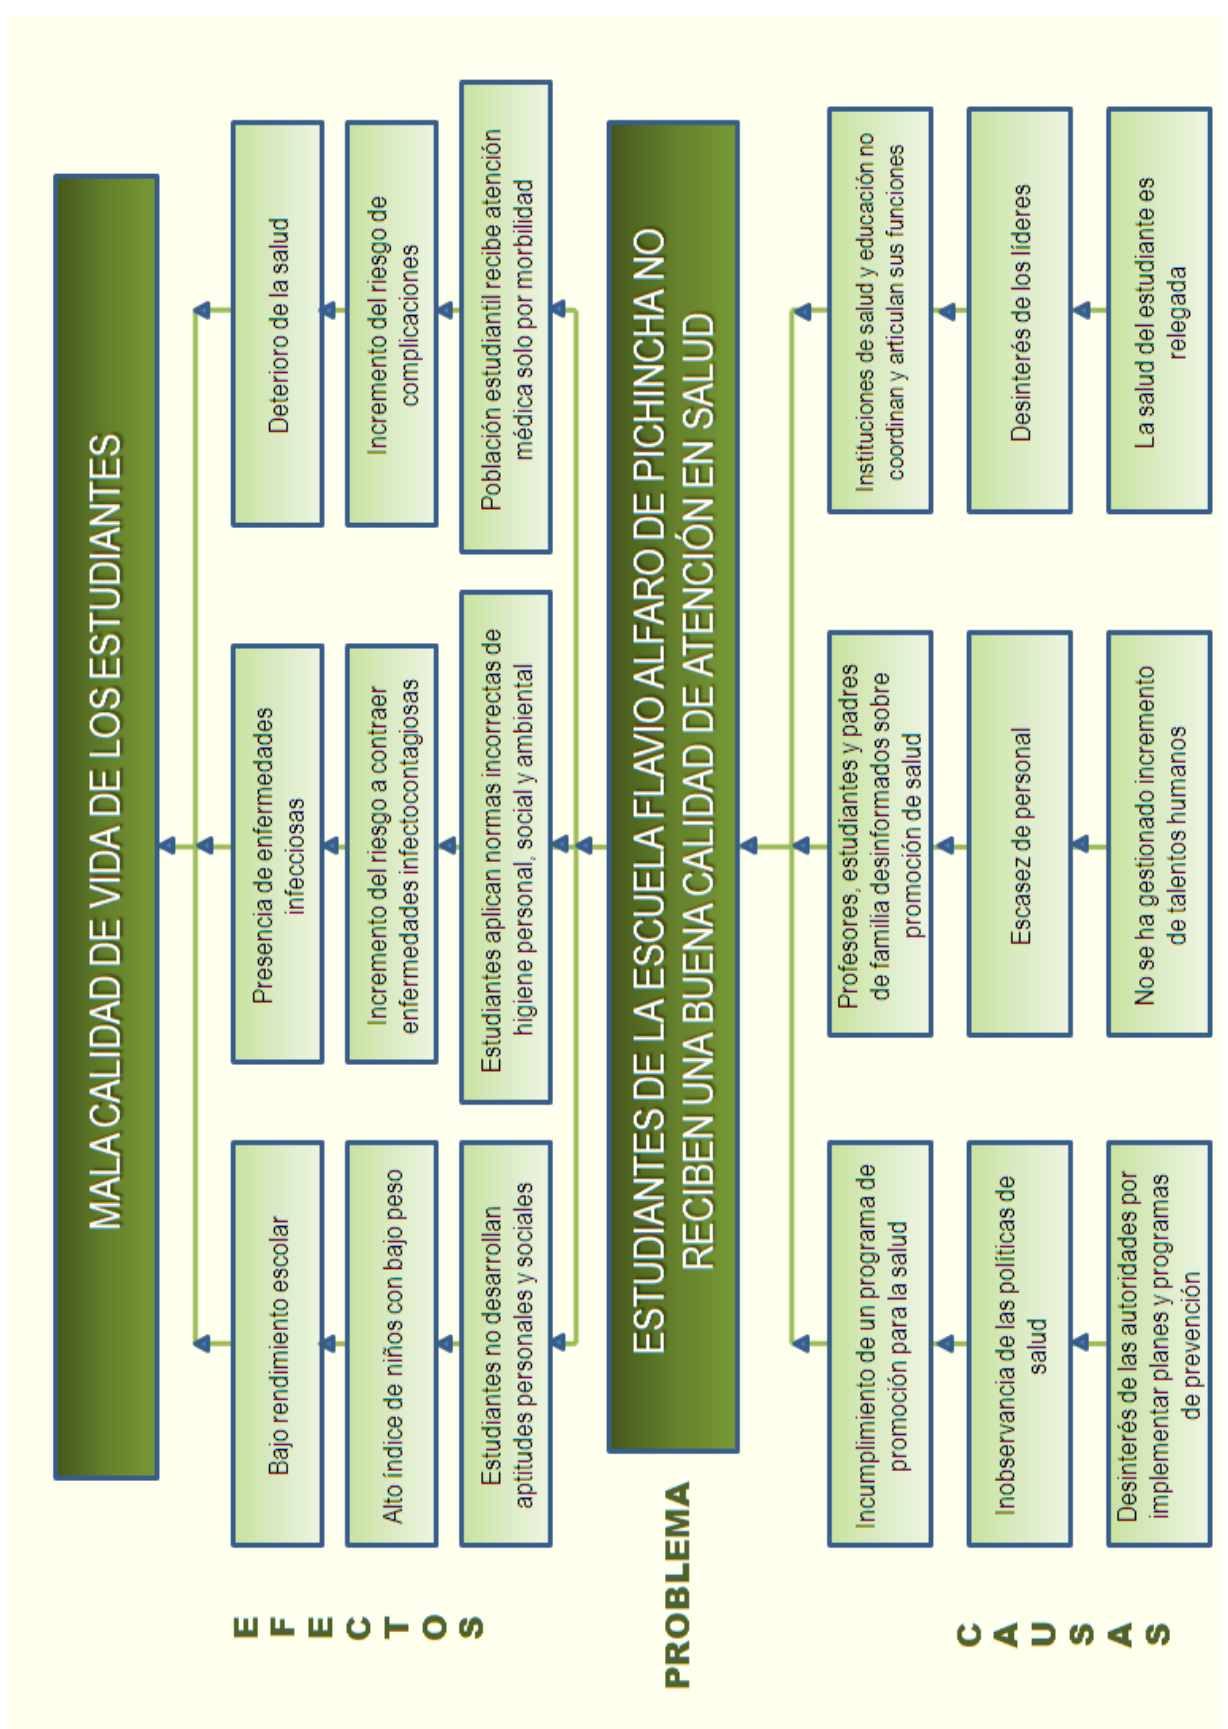 MALA CALIDAD DE VIDA DE LOS ESTUDIANTES
EFECTOS
Bajo rendimiento escolar
Presencia de enfermedades
infecciosas
Deterioro de la salud
Alto índice de niños con bajo peso
Incremento del riesgo a contraer
enfermedades infectocontagiosas
Incremento del riesgo de
complicaciones
Estudiantes no desarrollan
aptitudes personales y sociales
Estudiantes aplican normas incorrectas de
higiene personal, social y ambiental
Población estudiantil recibe atención
médica solo por morbilidad
PROBLEMA
ESTUDIANTES DE LA ESCUELA FLAVIO ALFARO DE PICHINCHA NO
RECIBEN UNA BUENA CALIDAD DE ATENCIÓN EN SALUD
CAUSAS
Incumplimiento de un programa de
promoción para la salud
Profesores, estudiantes y padres
de familia desinformados sobre
promoción de salud
Instituciones de salud y educación no
coordinan y articulan sus funciones
Inobservancia de las políticas de
salud
Escasez de personal
Desinterés de los líderes
Desinterés de las autoridades por
implementar planes y programas
de prevención
No se ha gestionado incremento
de talentos humanos
La salud del estudiante es
relegada